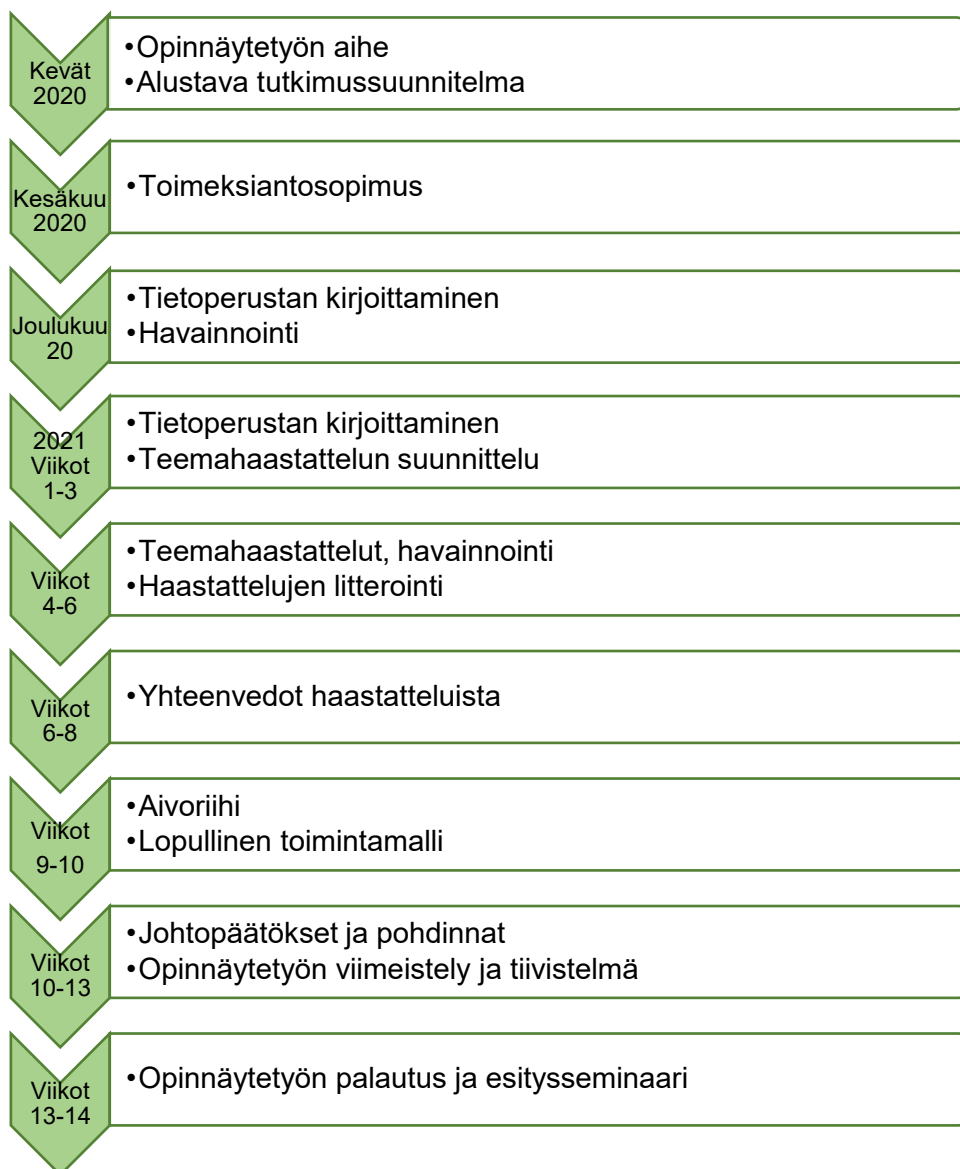 Kevät
2020
•Opinnäytetyön aihe
•Alustava tutkimussuunnitelma
Kesäkuu
2020
•Toimeksiantosopimus
Joulukuu
20
•Tietoperustan kirjoittaminen
•Havainnointi
2021
Viikot
1-3
•Tietoperustan kirjoittaminen
•Teemahaastattelun suunnittelu
Viikot
4-6
•Teemahaastattelut, havainnointi
•Haastattelujen litterointi
Viikot
6-8
•Yhteenvedot haastatteluista
Viikot
9-10
•Aivoriihi
•Lopullinen toimintamalli
Viikot
10-13
•Johtopäätökset ja pohdinnat
•Opinnäytetyön viimeistely ja tiivistelmä
Viikot
13-14
•Opinnäytetyön palautus ja esitysseminaari